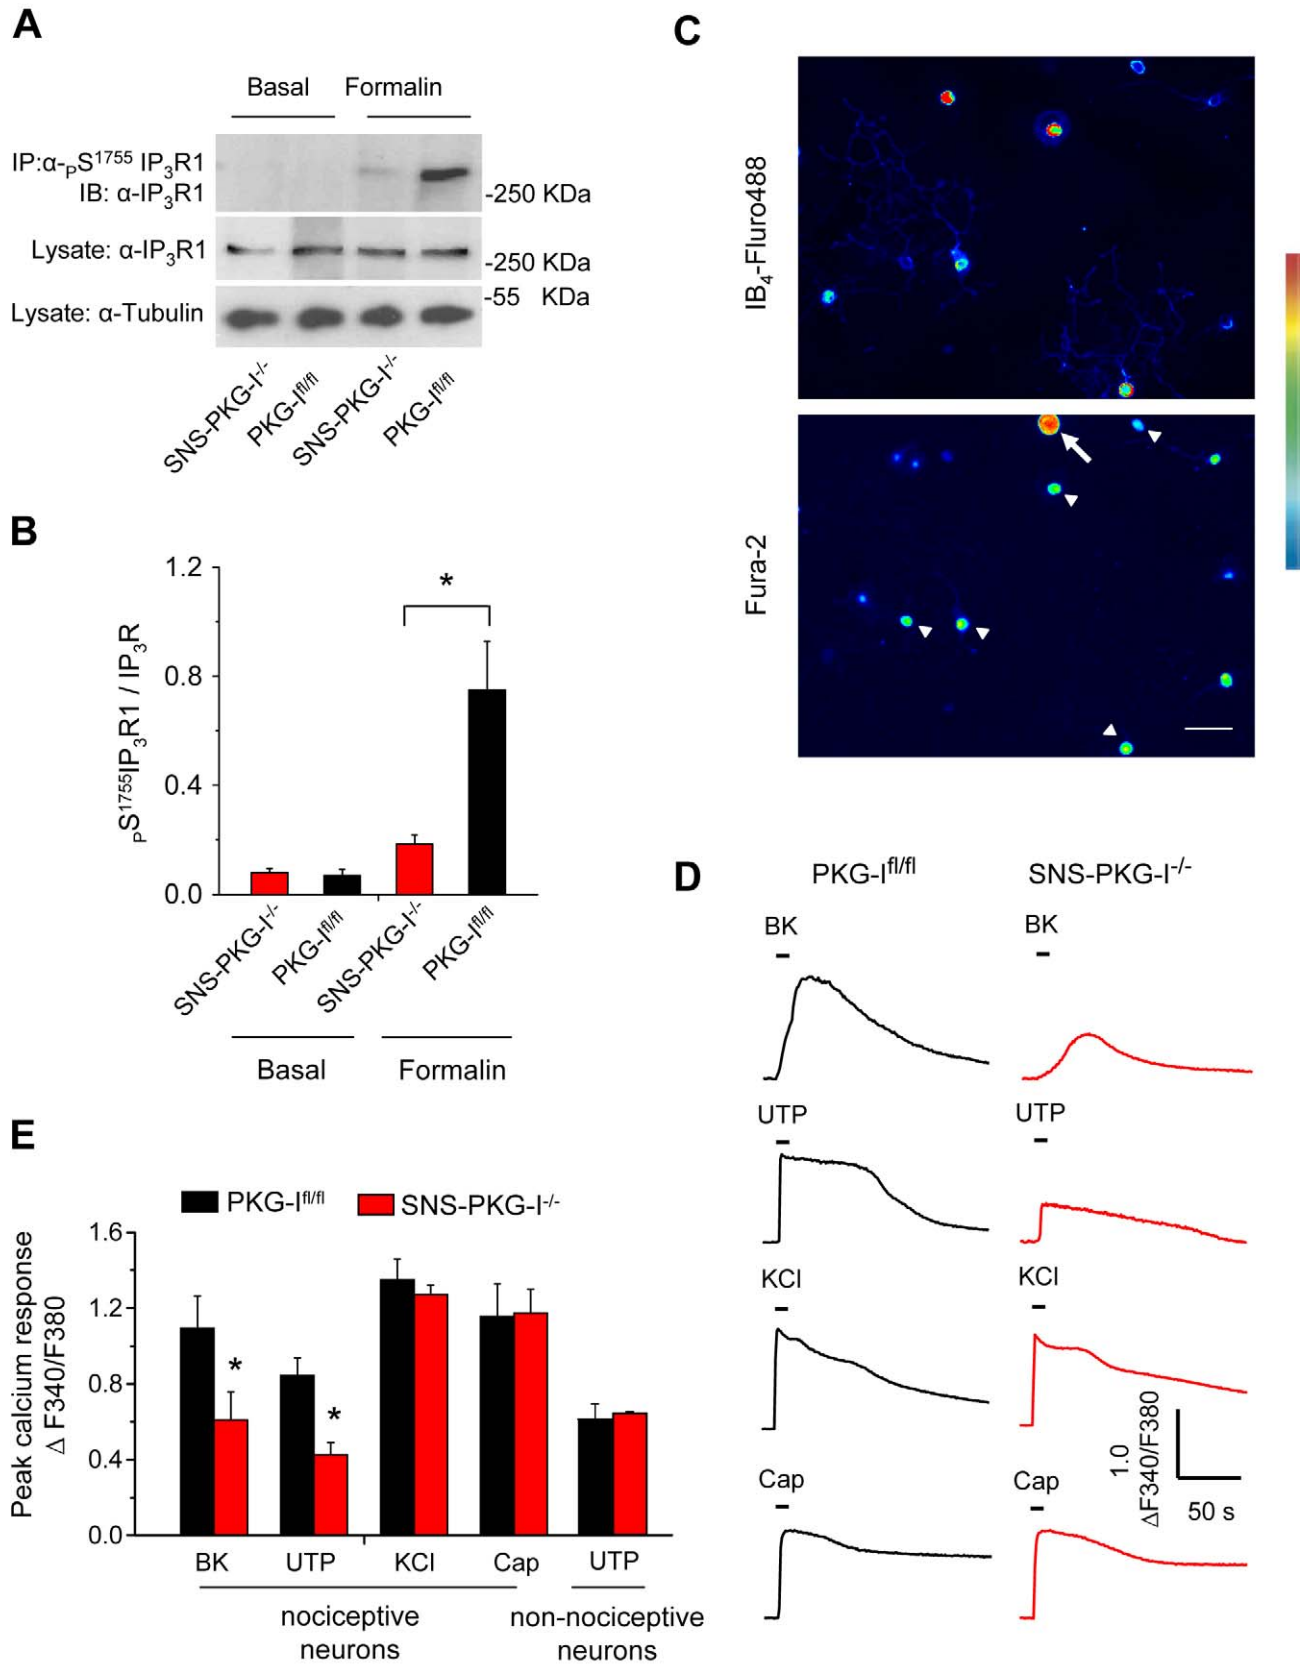 A
Basal Formalin
IP:α-PS1755 IP3R1
IB: α-IP3R1
-250 KDa
Lysate: α-IP3R1
-250 KDa
-55 KDa
Lysate: α-Tubulin
SNS-PKG-I-/-
PKG-Ifl/fl
SNS-PKG-I-/-
PKG-Ifl/fl
B
PS1755IP3R1 / IP3R
1.2
0.8
0.4
0.0
*
SNS-PKG-I-/-
PKG-Ifl/fl
SNS-PKG-I-/-
PKG-Ifl/fl
Basal Formalin
C
IB4-Fluro488
Fura-2
D
PKG-Ifl/fl SNS-PKG-I-/-
BK BK
UTP UTP
KCl KCl
Cap Cap
1.0
ΔF340/F380
50 s
E
PKG-Ifl/fl SNS-PKG-I-/-
Peak calcium response
Δ F340/F380
1.6
1.2
0.8
0.4
0.0
* *
BK UTP KCl Cap UTP
nociceptive
neurons
non-nociceptive
neurons